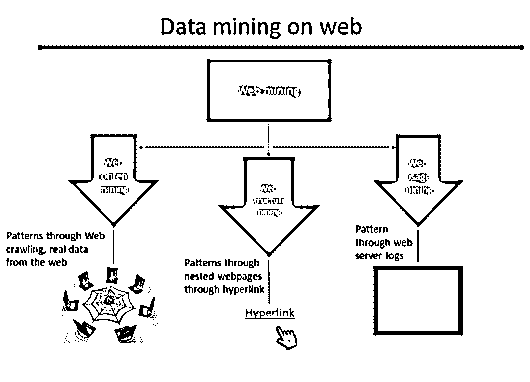 Data mining on web
Web mining
Web
content
mining
Web
structure
mining
Web
usage
mining
Patterns through Web
crawling, real data
from the web
Patterns through
nested webpages
through hyperlink
Pattern
through web
server logs
Hyperlink